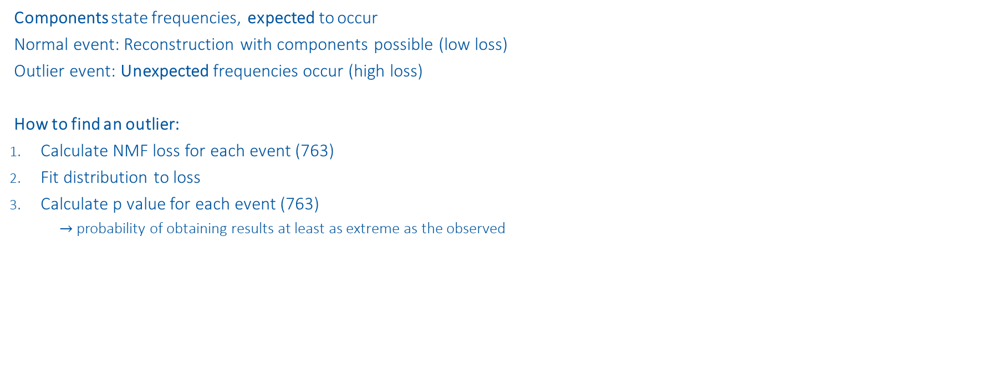 Components state frequencies, expected to occur
Normal event: Reconstruction with components possible (low loss)
Outlier event: Unexpected frequencies occur (high loss)
How to find an outlier:
1. Calculate NMF loss for each event (763)
2. Fit distribution to loss
3. Calculate p value for each event (763)
→ probability of obtaining results at least as extreme as the observed